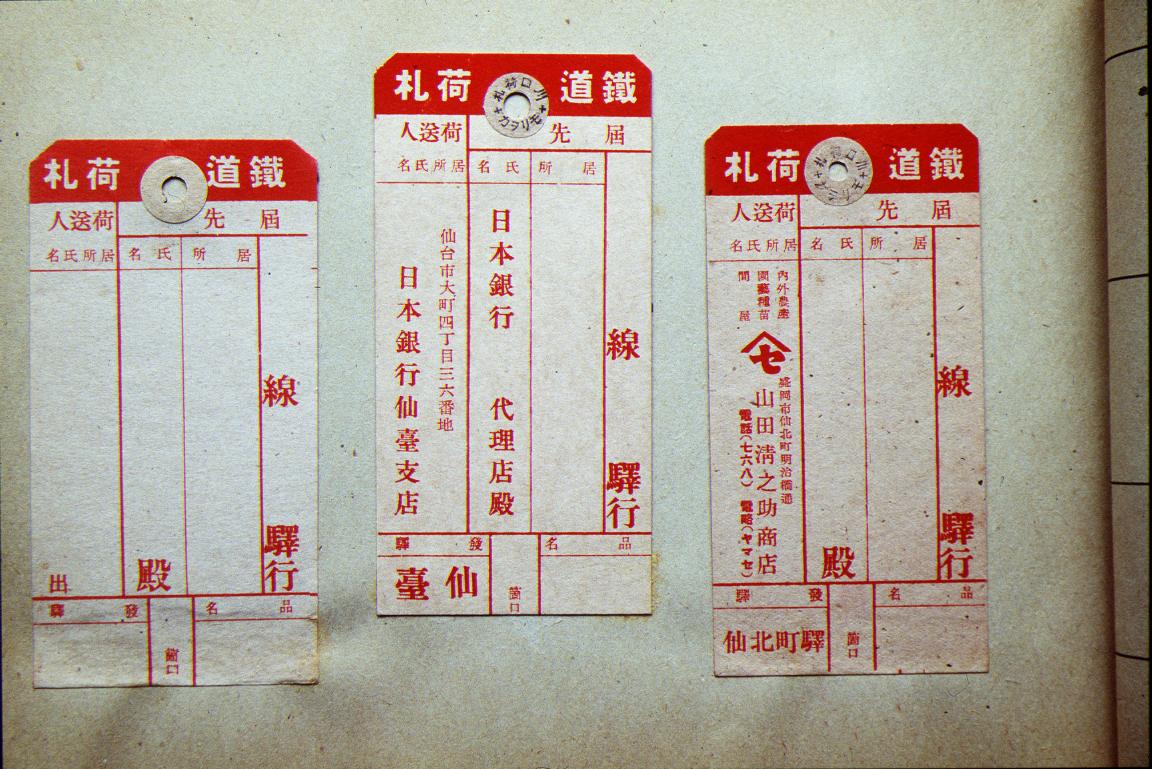 鐵道荷札
屆先
荷送人
居所
氏名
居所氏名
線
驛行
殿
出
品名
箇口
發驛
鐵道荷札
屆先
荷送人
居所
氏名
居所氏名
線
驛行
日本銀行 代理店殿
仙台市大町四丁目三六番地
日本銀行仙臺支店
品名
箇口
發驛
仙臺
鐵道荷札
屆先
荷送人
居所
氏名
居所氏名
線
驛行
殿
內外農產
園藝種苗
問屋
セ
盛岡市仙北町明治橋通
山田淸之助商店
電話(七六八) 電略(ヤマセ)
品名
箇口
發驛
仙北町驛